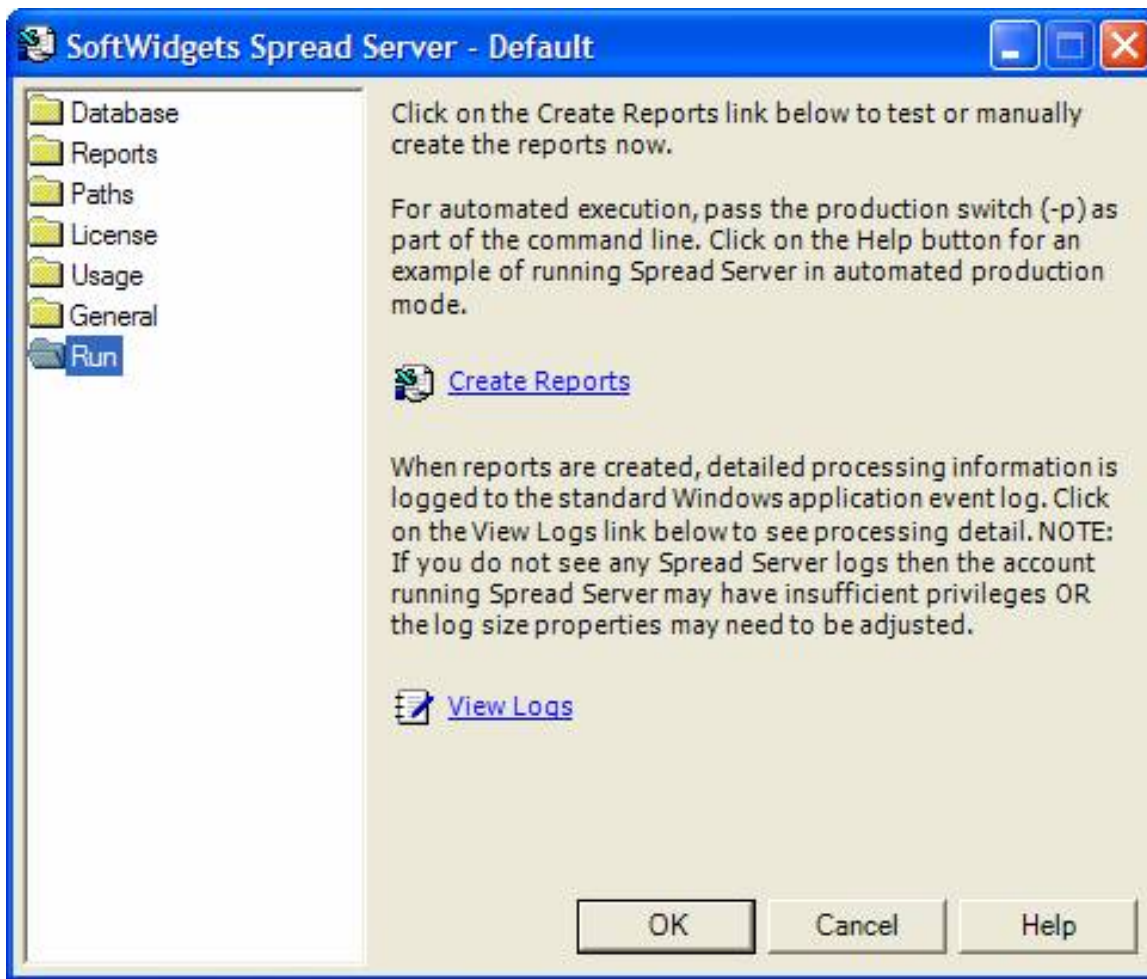 SoftWidgets Spread Server - Default
Database
Reports
Paths
License
Usage
General
Run
Click on the Create Reports link below to test or manually
create the reports now.
For automated execution, pass the production switch (-p) as
part of the command line. Click on the Help button for an
example of running Spread Server in automated production
mode.
Create Reports
When reports are created, detailed processing information is
logged to the standard Windows application event log. Click
on the View Logs link below to see processing detail. NOTE:
If you do not see any Spread Server logs then the account
running Spread Server may have insufficient privileges OR
the log size properties may need to be adjusted.
View Logs
OK Cancel Help